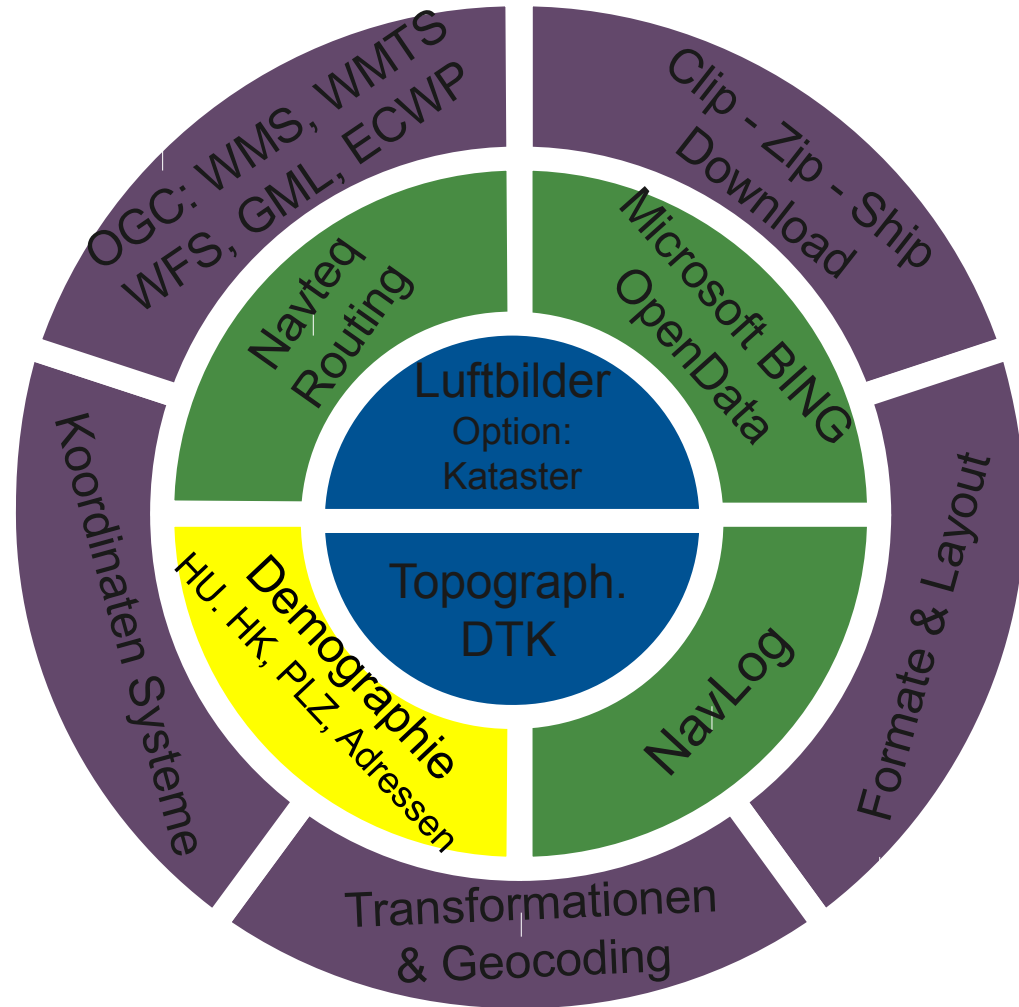 OGC: WMS, WMTS
WFS, GML, ECWP
Clip - Zip - Ship
Download
Navteq
Routing
Microsoft BING
OpenData
Luftbilder
Option:
Kataster
Topograph.
DTK
Demographie
HU. HK, PLZ, Adressen
NavLog
Koordinaten Systeme
Formate & Layout
Transformationen
& Geocoding